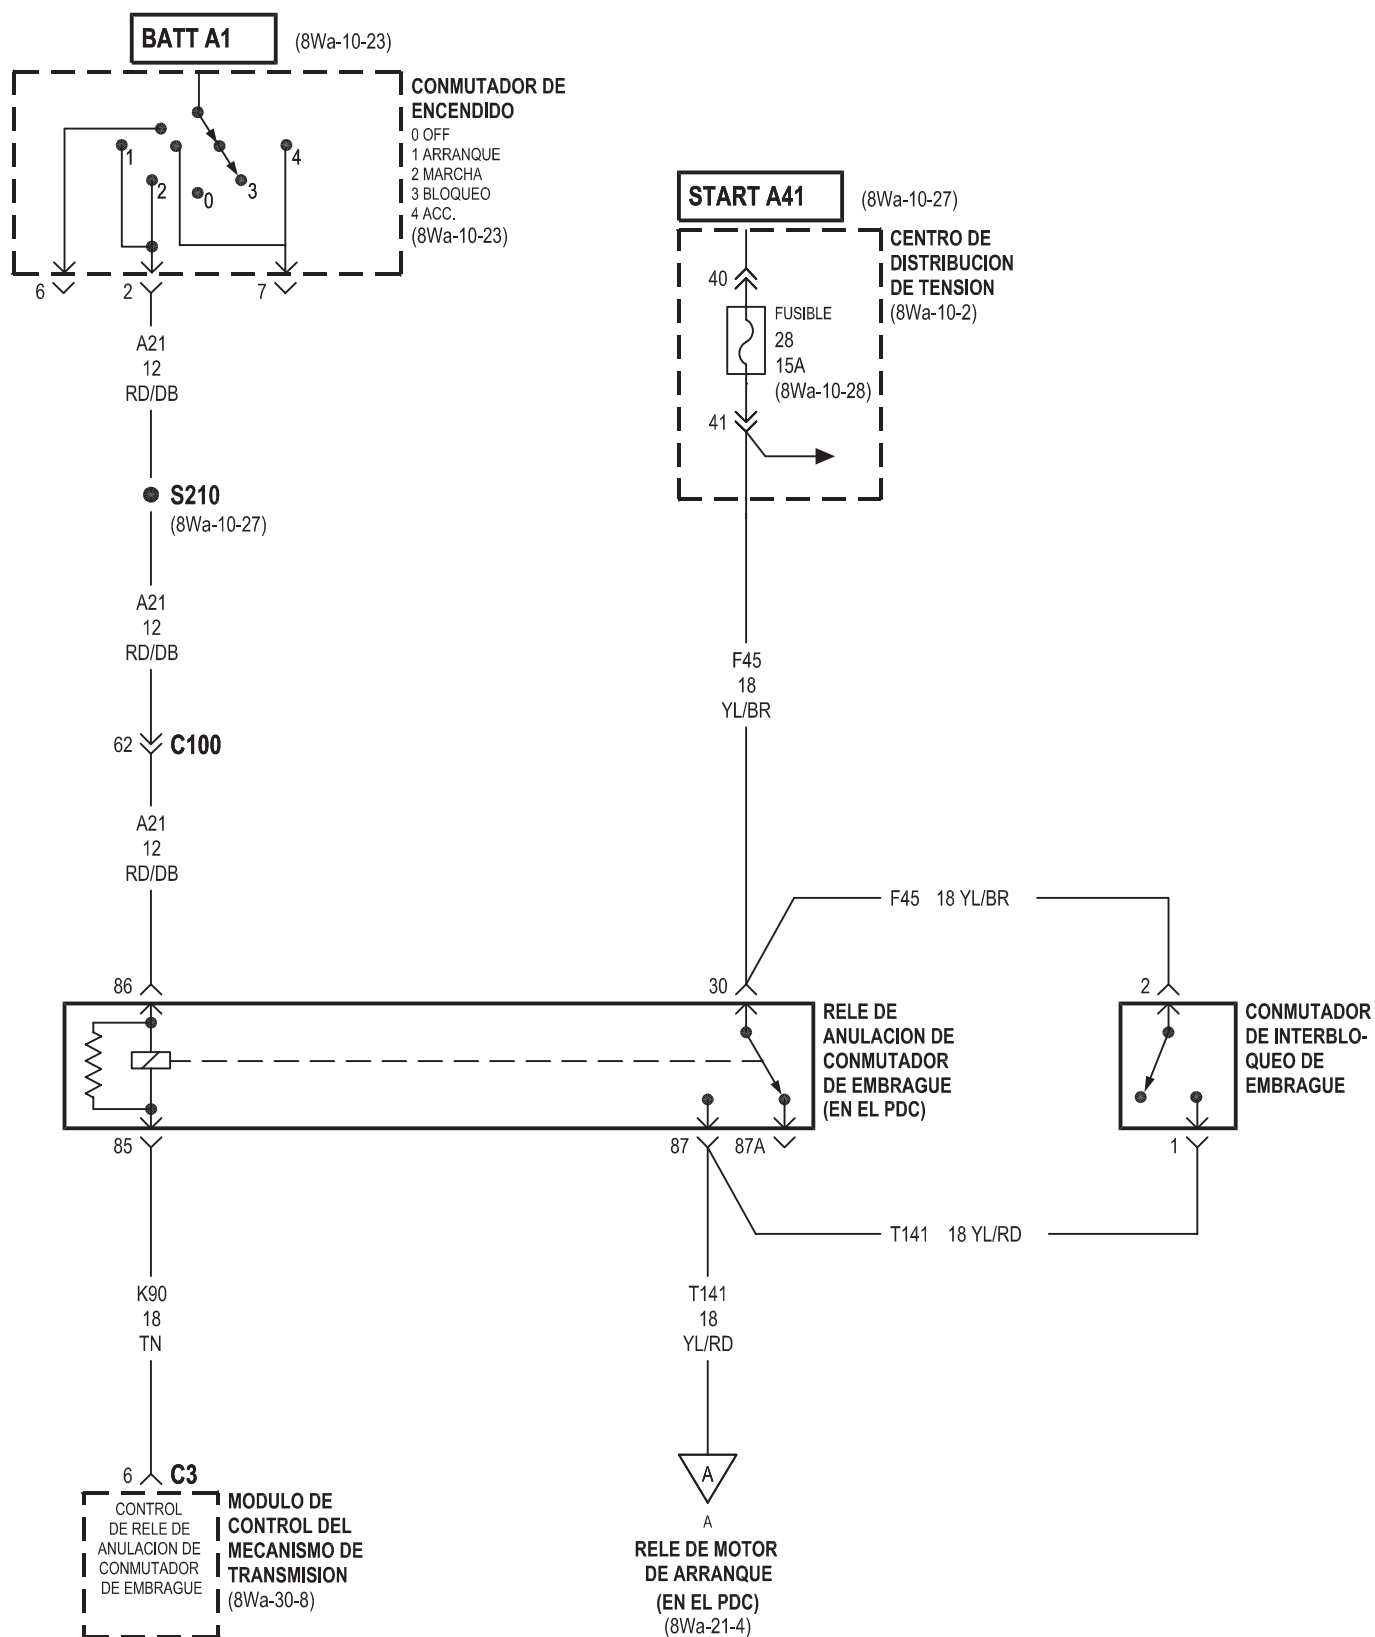 BATT A1
(8Wa-10-23)
CONMUTADOR DE
ENCENDIDO
0 OFF
1 ARRANQUE
2 MARCHA
3 BLOQUEO
4 ACC.
(8Wa-10-23)
1
2
0
3
4
6
2
7
A21
12
RD/DB
S210
(8Wa-10-27)
A21
12
RD/DB
62
C100
A21
12
RD/DB
START A41
(8Wa-10-27)
CENTRO DE
DISTRIBUCION
DE TENSION
(8Wa-10-2)
40
FUSIBLE
28
15A
(8Wa-10-28)
41
F45
18
YL/BR
F45 18 YL/BR
86
30
2
RELE DE
ANULACION DE
CONMUTADOR
DE EMBRAGUE
(EN EL PDC)
CONMUTADOR
DE INTERBLO-
QUEO DE
EMBRAGUE
85
87
87A
1
T141 18 YL/RD
K90
18
TN
T141
18
YL/RD
6
C3
CONTROL
DE RELE DE
ANULACION DE
CONMUTADOR
DE EMBRAGUE
MODULO DE
CONTROL DEL
MECANISMO DE
TRANSMISION
(8Wa-30-8)
A
A
RELE DE MOTOR
DE ARRANQUE
(EN EL PDC)
(8Wa-21-4)